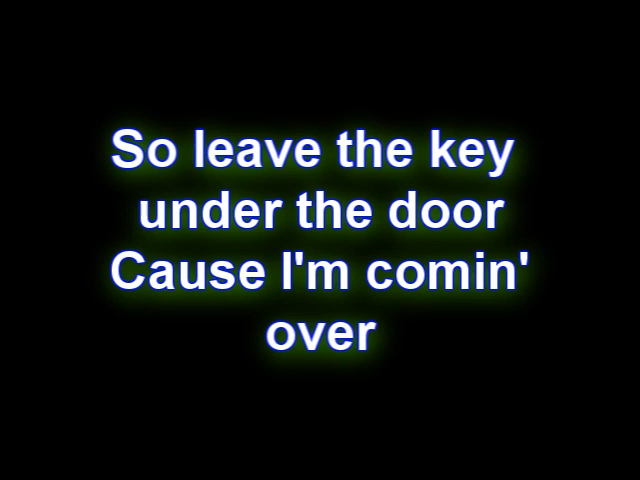 So leave the key
under the door
Cause I'm comin'
over